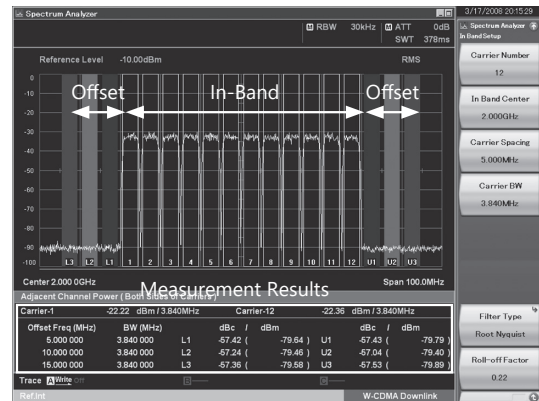 Spectrum Analyzer
3/17/2008 20:15:29
M RBW 30kHz M ATT 0dB
SWT 378ms
Spectrum Analyzer
In Band Setup
Reference Level -10.00dBm RMS
Carrier Number
12
Offset In-Band Offset
In Band Center
2.000GHz
Carrier Spacing
5.000MHz
Carrier BW
3.840MHz
0
-10
-20
-30
-40
-50
-60
-70
-80
-90
-100
L3 L2 L1 1 2 3 4 5 6 7 8 9 10 11 12 U1 U2 U3
Center 2.000 0GHz Span 100.0MHz
Measurement Results
Adjacent Channel Power ( Both Sides of Carriers )
Carrier-1 -22.22 dBm / 3.840MHz Carrier-12 -22.36 dBm / 3.840MHz
Offset Freq (MHz) BW (MHz) dBc / dBm dBc / dBm
5.000 000 3.840 000 L1 -57.42 ( -79.64 ) U1 -57.43 ( -79.79 )
10.000 000 3.840 000 L2 -57.24 ( -79.46 ) U2 -57.04 ( -79.40 )
15.000 000 3.840 000 L3 -57.36 ( -79.58 ) U3 -57.53 ( -79.89 )
Filter Type
Root Nyquist
Roll-off Factor
0.22
Trace A Write Off
Ref.Int W-CDMA Downlink